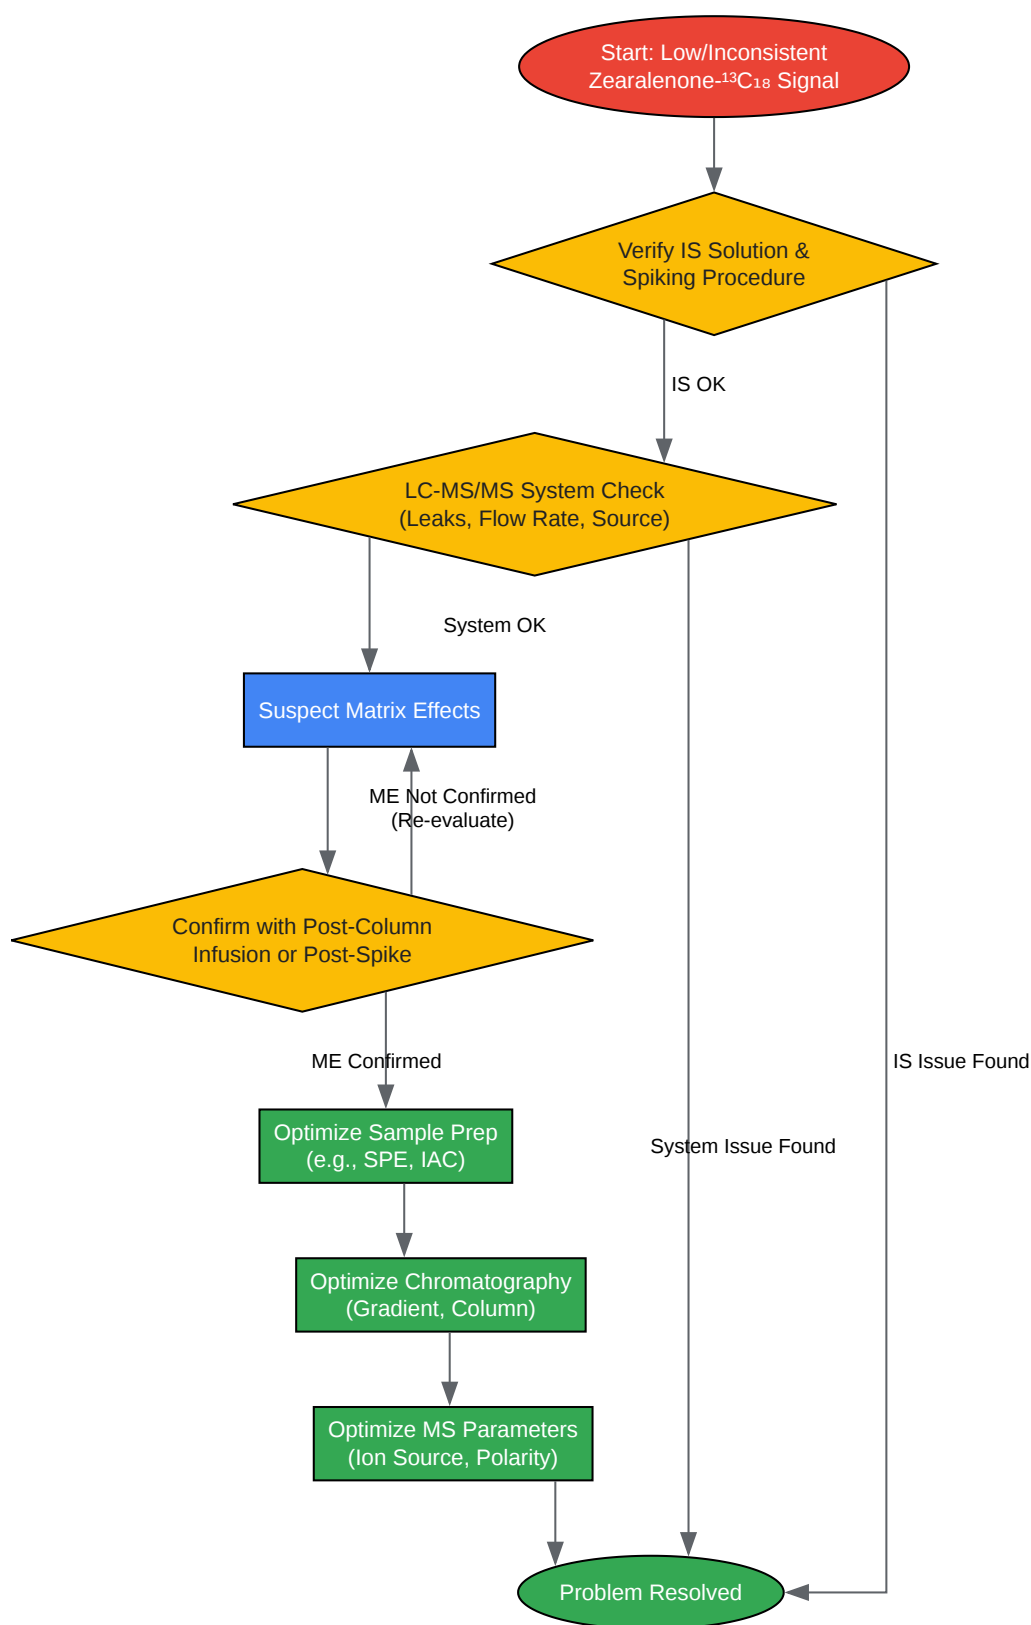 Start: Low/Inconsistent
Zearalenone-¹³C₁₈ Signal
Verify IS Solution &
Spiking Procedure
IS OK
LC-MS/MS System Check
(Leaks, Flow Rate, Source)
System OK
Suspect Matrix Effects
ME Not Confirmed
(Re-evaluate)
Confirm with Post-Column
Infusion or Post-Spike
ME Confirmed
IS Issue Found
Optimize Sample Prep
(e.g., SPE, IAC)
System Issue Found
Optimize Chromatography
(Gradient, Column)
Optimize MS Parameters
(Ion Source, Polarity)
Problem Resolved